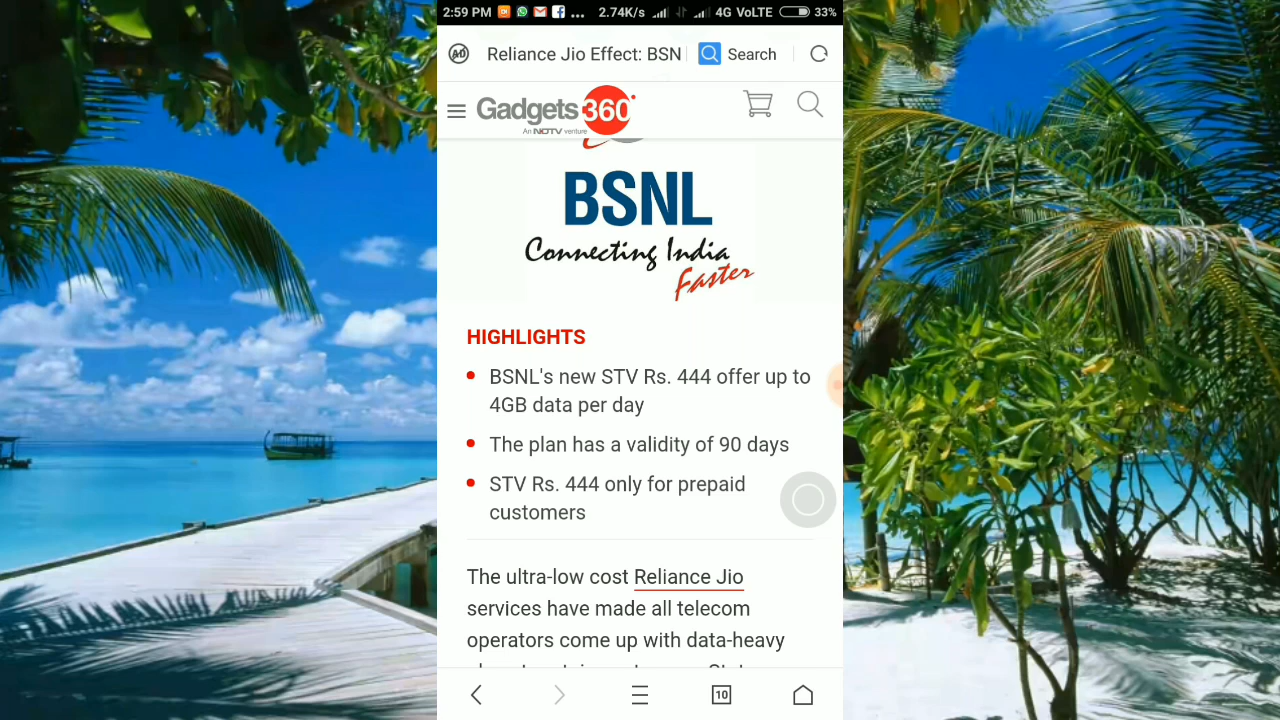 2:59 PM ... 2.74K/s 4G VoLTE 33%
AD Reliance Jio Effect: BSN Search
Gadgets 360
An NDTV venture
BSNL
Connecting India
Faster
HIGHLIGHTS
BSNL's new STV Rs. 444 offer up to
4GB data per day
The plan has a validity of 90 days
STV Rs. 444 only for prepaid
customers
The ultra-low cost Reliance Jio
services have made all telecom
operators come up with data-heavy
10